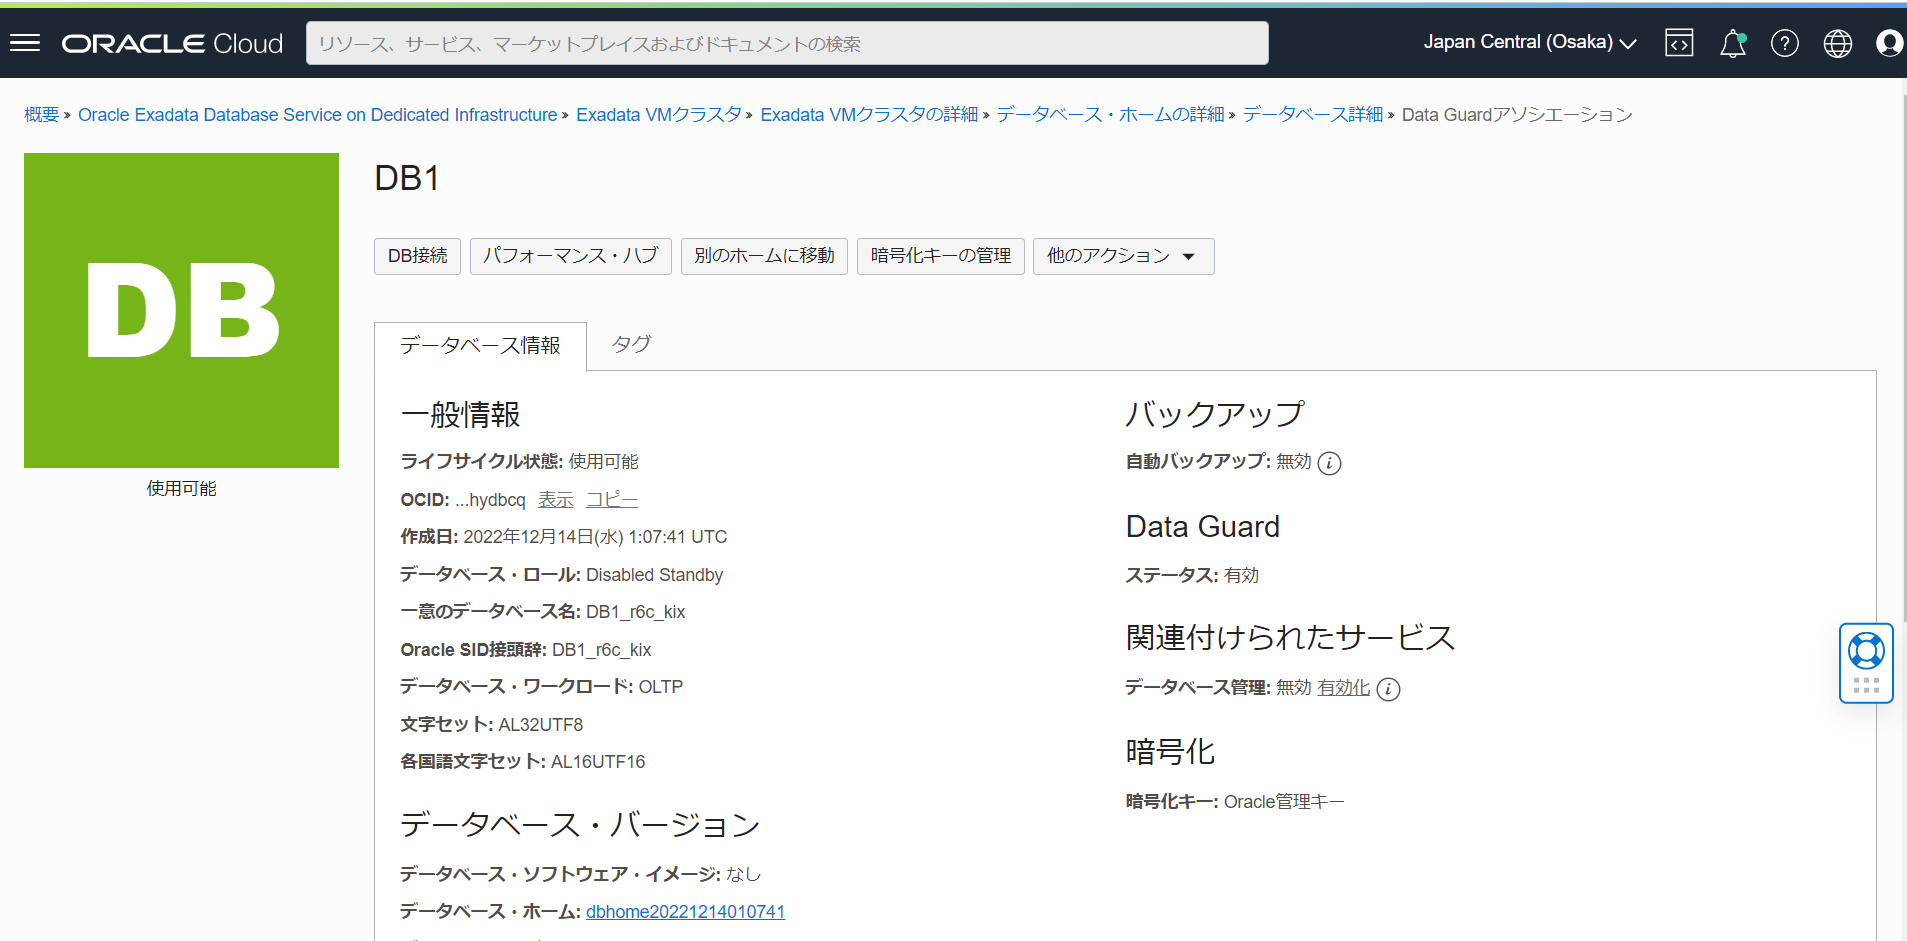 ORACLE Cloud
リソース、サービス、マーケットプレイスおよびドキュメントの検索
Japan Central (Osaka)
概要 » Oracle Exadata Database Service on Dedicated Infrastructure » Exadata VMクラスタ » Exadata VMクラスタの詳細 » データベース・ホームの詳細 » データベース詳細 » Data Guardアソシエーション
DB
使用可能
DB1
DB接続 パフォーマンス・ハブ 別のホームに移動 暗号化キーの管理 他のアクション
データベース情報 タグ
一般情報
ライフサイクル状態: 使用可能
OCID: ...hydbcq 表示 コピー
作成日: 2022年12月14日(水) 1:07:41 UTC
データベース・ロール: Disabled Standby
一意のデータベース名: DB1_r6c_kix
Oracle SID接頭辞: DB1_r6c_kix
データベース・ワークロード: OLTP
文字セット: AL32UTF8
各国語文字セット: AL16UTF16
データベース・バージョン
データベース・ソフトウェア・イメージ: なし
データベース・ホーム: dbhome20221214010741
バックアップ
自動バックアップ: 無効
Data Guard
ステータス: 有効
関連付けられたサービス
データベース管理: 無効 有効化
暗号化
暗号化キー: Oracle管理キー